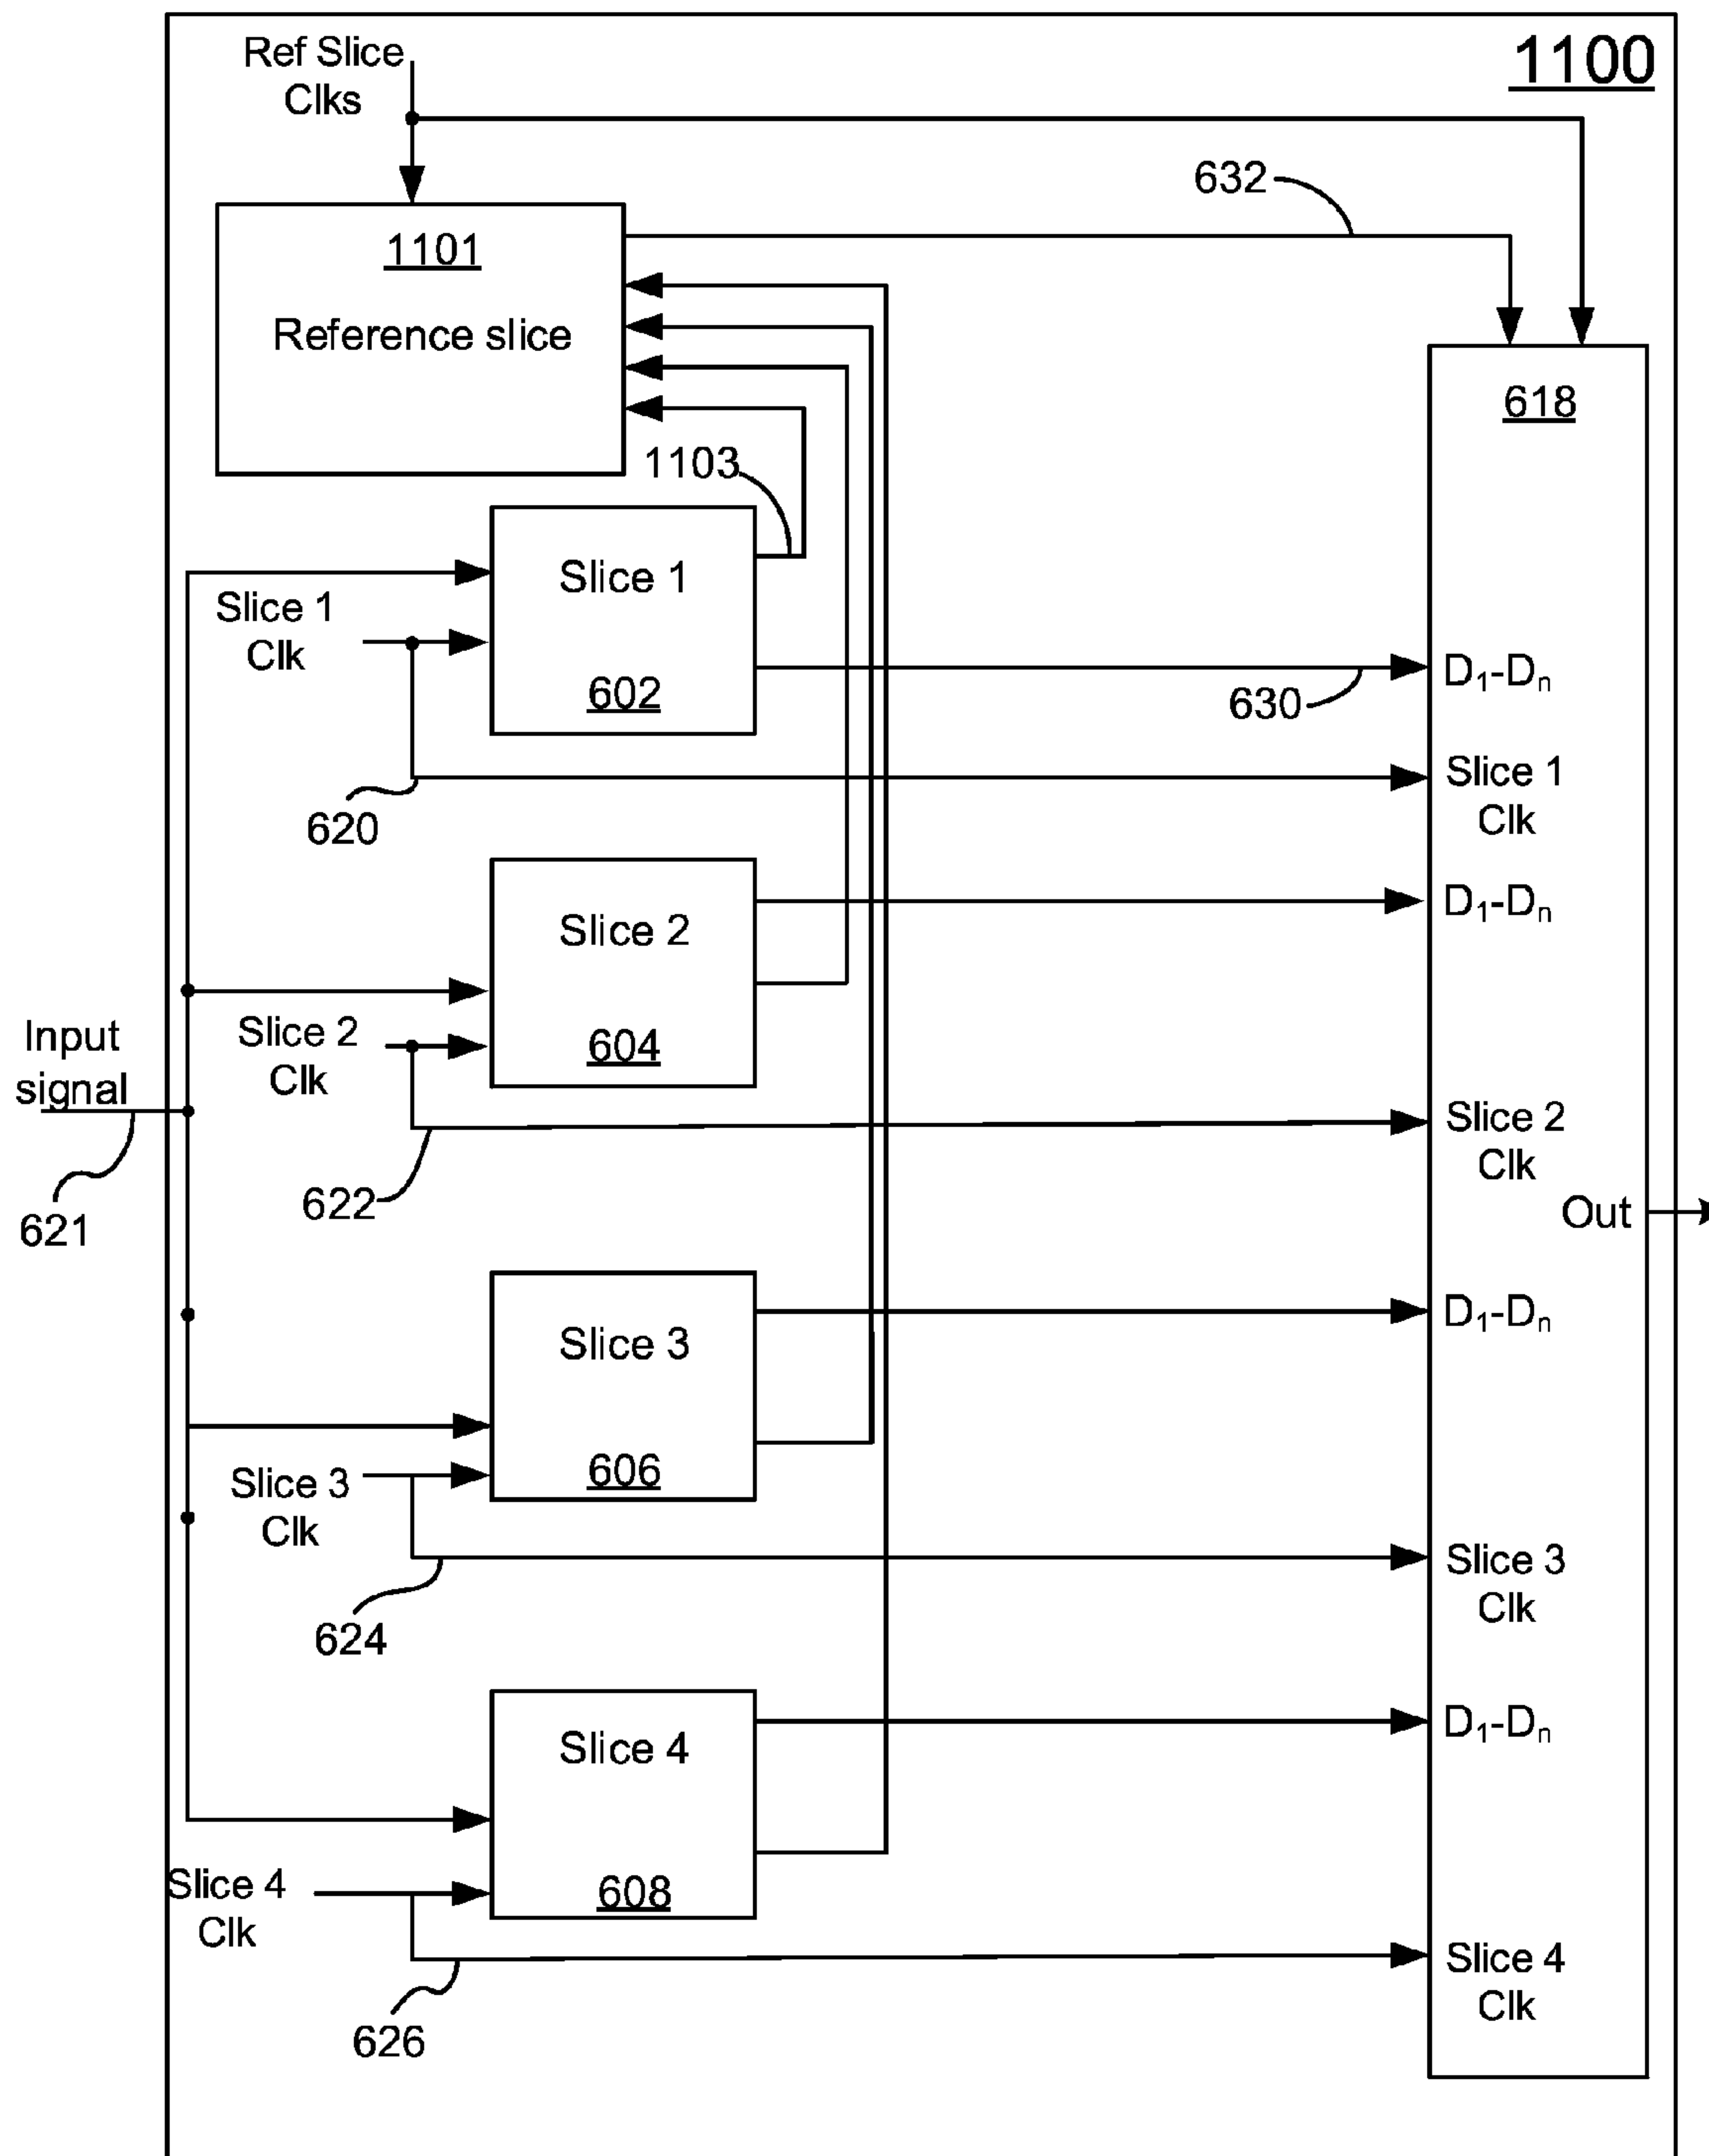 1100
Ref Slice
Clks
632
1101
Reference slice
618
1103
Slice 1
602
Slice 1
Clk
630
D₁-Dₙ
620
Slice 1
Clk
Slice 2
604
D₁-Dₙ
Input
signal
621
Slice 2
Clk
622
Slice 2
Clk
Out
Slice 3
606
D₁-Dₙ
Slice 3
Clk
624
Slice 3
Clk
Slice 4
608
D₁-Dₙ
Slice 4
Clk
626
Slice 4
Clk